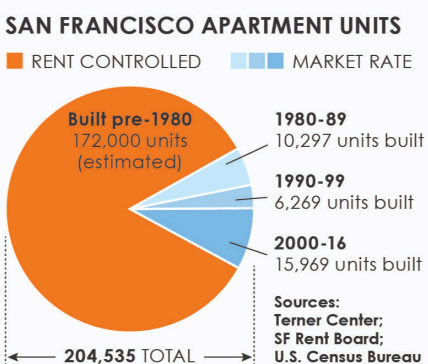 SAN FRANCISCO APARTMENT UNITS
RENT CONTROLLED
MARKET RATE
Built pre-1980
172,000 units
(estimated)
1980-89
10,297 units built
1990-99
6,269 units built
2000-16
15,969 units built
Sources:
Terner Center;
SF Rent Board;
U.S. Census Bureau
204,535 TOTAL